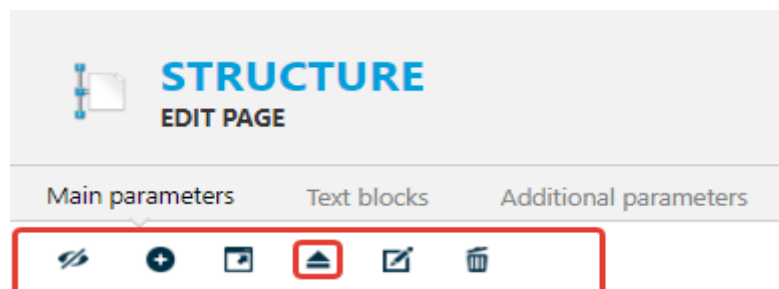 STRUCTURE
EDIT PAGE
Main parameters Text blocks Additional parameters